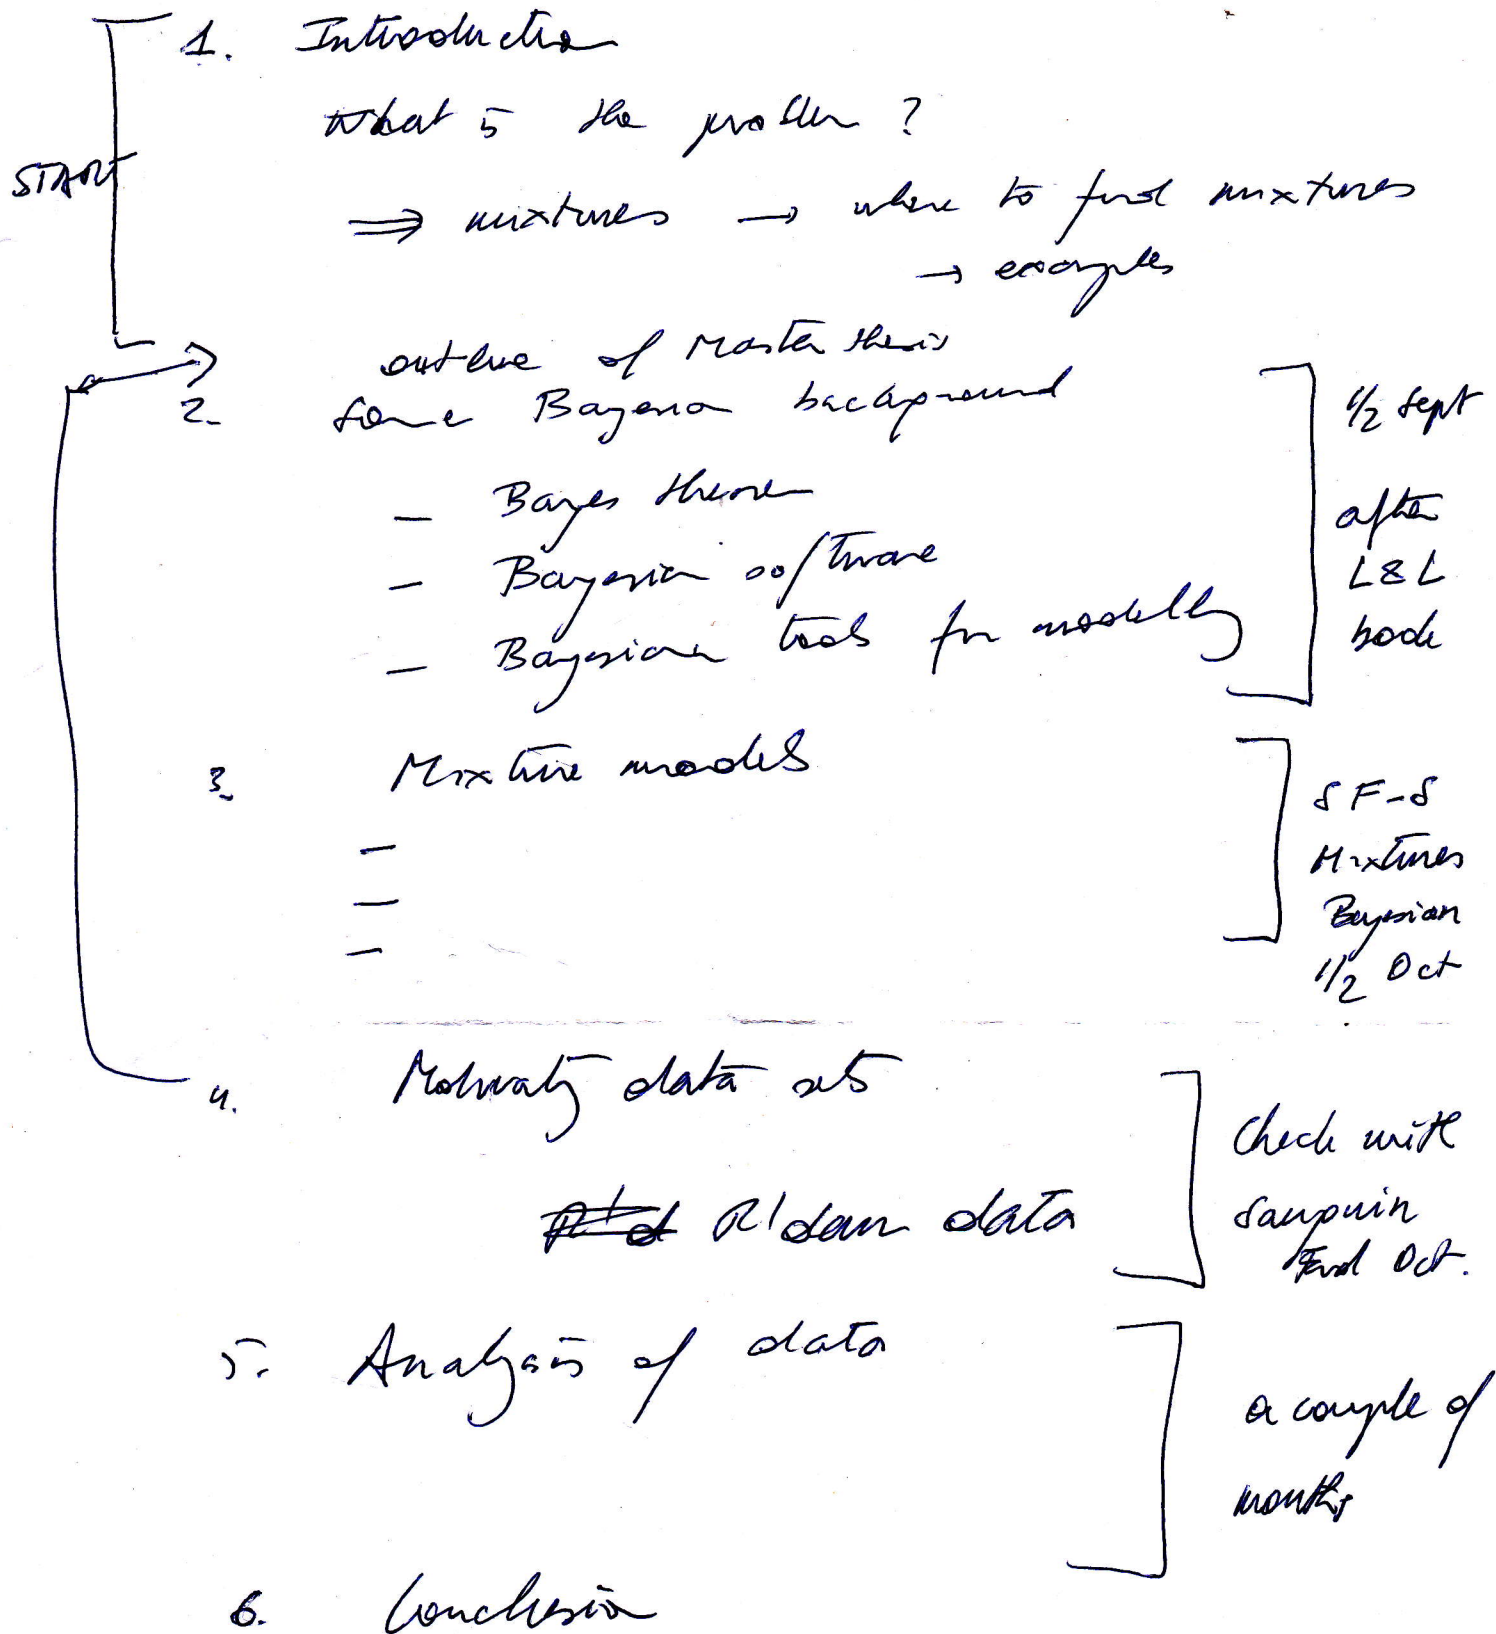 1. Introduction
What is the problem ?
START
⇒ mixtures → where to find mixtures
→ examples
outline of Master thesis
2. Some Bayesian background
1/2 Sept
– Bayes theorem
after
– Bayesian software
L&L
– Bayesian tools for modelling
book
3. Mixture models
SF-S
–
Mixtures
–
Bayesian
–
1/2 Oct
4. Motivating data sets
Check with
Sanquin
R'dam data
End Oct.
5. Analysis of data
a couple of
months
6. Conclusion